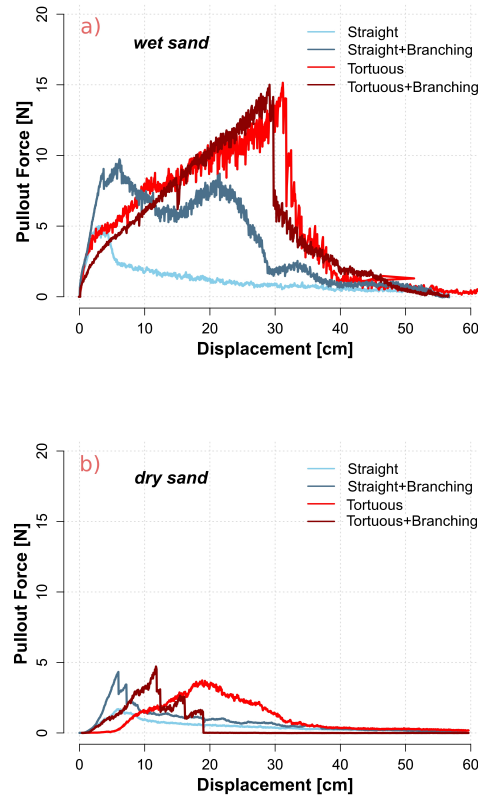 a)
wet sand
Straight
Straight+Branching
Tortuous
Tortuous+Branching
Pullout Force [N]
20
15
10
5
0
0 10 20 30 40 50 60
Displacement [cm]
b)
dry sand
Straight
Straight+Branching
Tortuous
Tortuous+Branching
Pullout Force [N]
20
15
10
5
0
0 10 20 30 40 50 60
Displacement [cm]